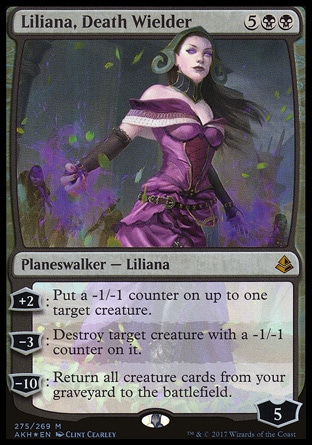 Liliana, Death Wielder 5
Planeswalker — Liliana
+2 : Put a -1/-1 counter on up to one
target creature.
-3 : Destroy target creature with a -1/-1
counter on it.
-10 : Return all creature cards from your
graveyard to the battlefield.
5
275/269 M
AKH★EN Clint Cearley
™ & © 2017 Wizards of the Coast